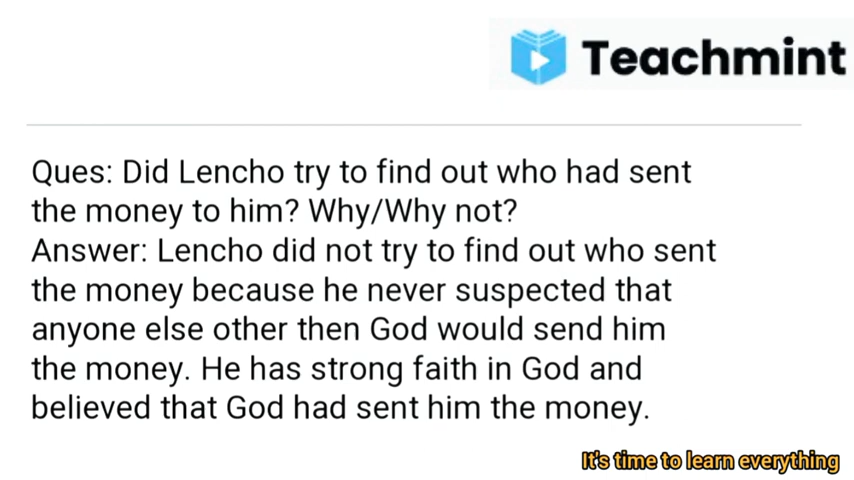 Teachmint
Ques: Did Lencho try to find out who had sent
the money to him? Why/Why not?
Answer: Lencho did not try to find out who sent
the money because he never suspected that
anyone else other then God would send him
the money. He has strong faith in God and
believed that God had sent him the money.
It's time to learn everything